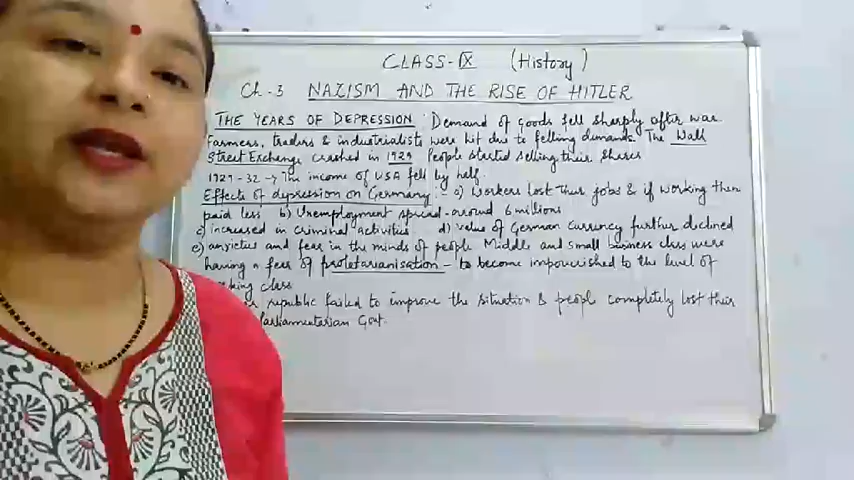 CLASS-IX (History)
Ch-3 NAZISM AND THE RISE OF HITLER
THE YEARS OF DEPRESSION : Demand of Goods fell sharply after war.
Farmers, traders & industrialists were hit due to felling demands. The Wall
Street Exchange crashed in 1929 People started selling their shares
1929-32 → The income of USA fell by half.
Effects of depression on Germany :- a) Workers lost their jobs & if working then
paid less b) Unemployment spread - around 6 millions
c) increased in criminal activities d) value of German currency further declined
e) anxieties and fear in the minds of people Middle and small business class were
having a fear of proletarianisation - to become impoverished to the level of
class
republic failed to improve the situation & people completely lost their
Parliamentarian Govt.